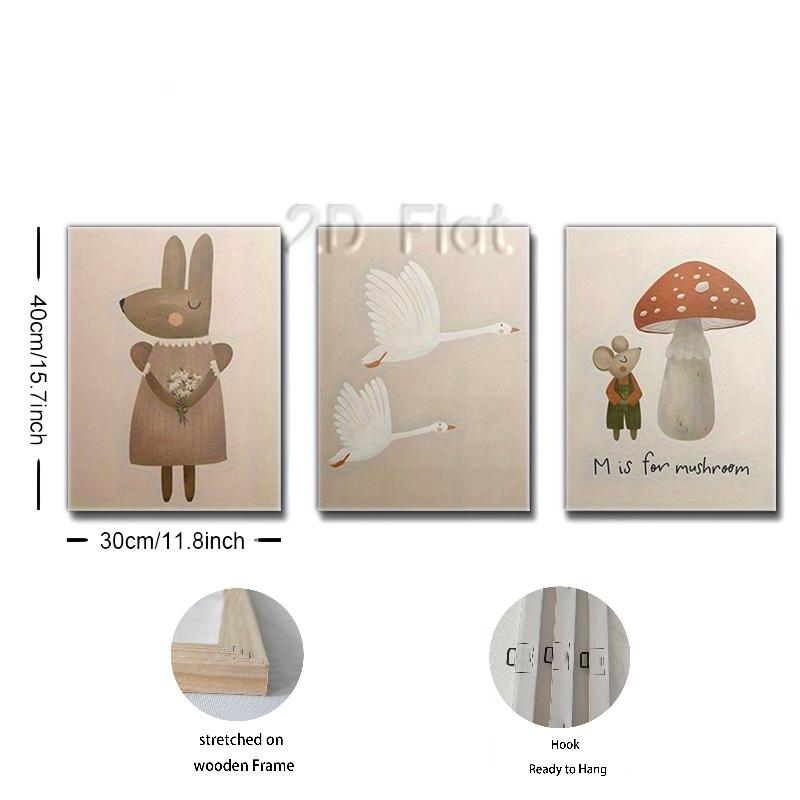 2D Flat
40cm/15.7inch
M is for mushroom
30cm/11.8inch
stretched on
wooden Frame
Hook
Ready to Hang